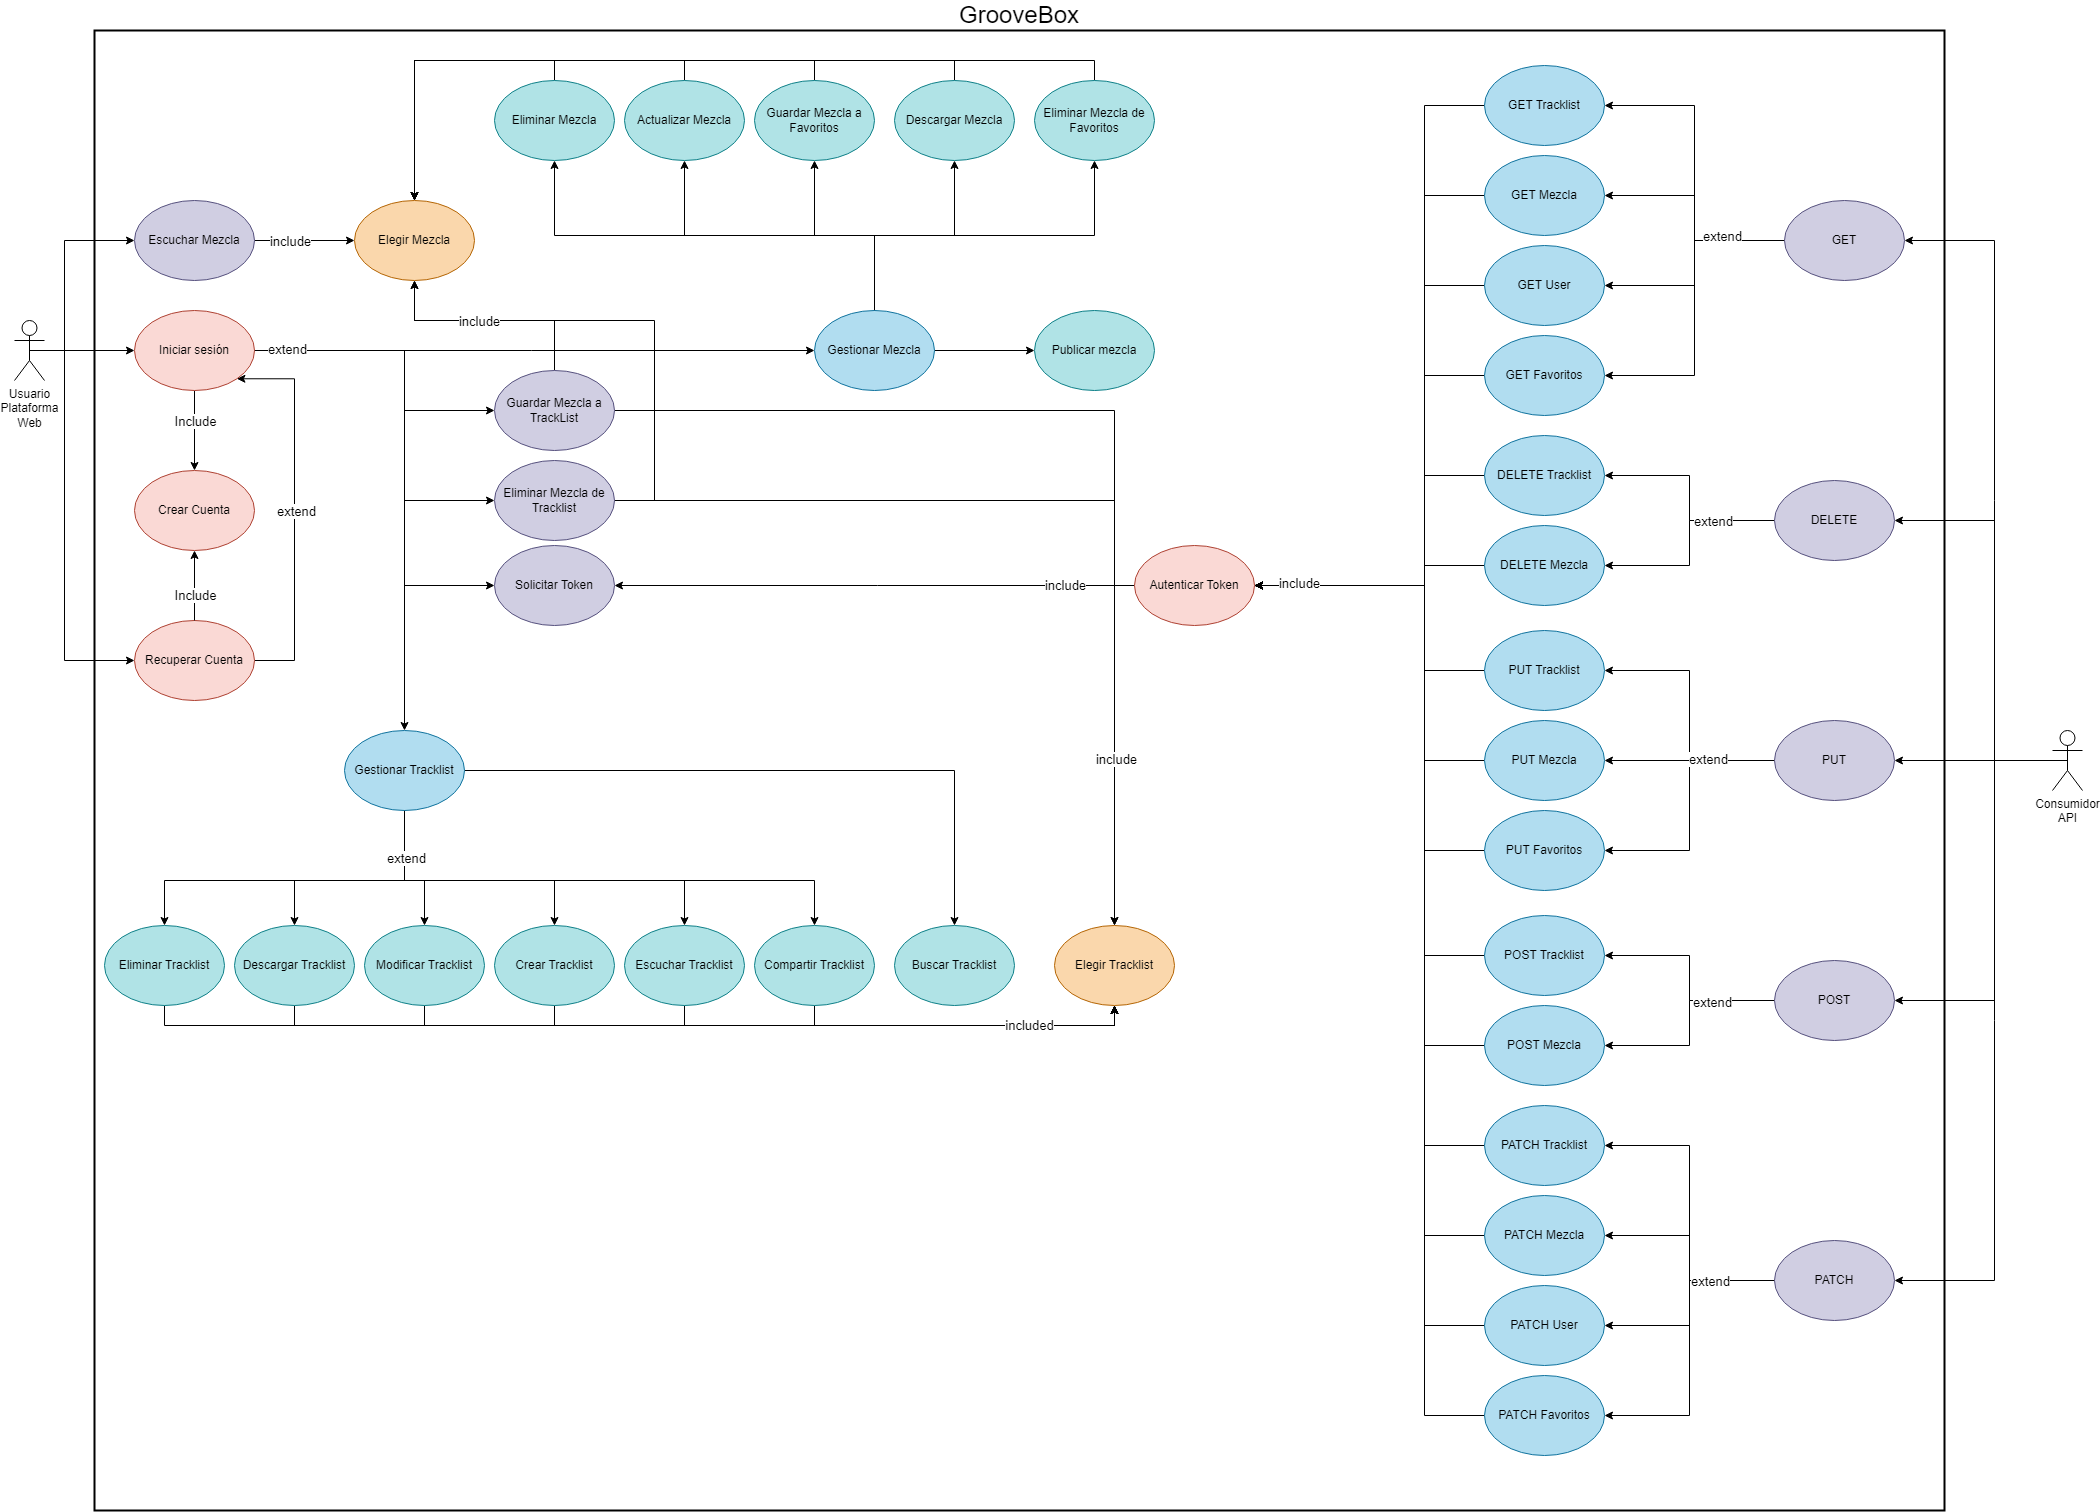 GrooveBox
Eliminar Mezcla
Actualizar Mezcla
Guardar Mezcla a
Favoritos
Descargar Mezcla
Eliminar Mezcla de
Favoritos
Escuchar Mezcla
include
Elegir Mezcla
include
Usuario
Plataforma
Web
Iniciar sesión
extend
Gestionar Mezcla
Publicar mezcla
Include
Guardar Mezcla a
TrackList
Crear Cuenta
extend
Eliminar Mezcla de
Tracklist
Include
Solicitar Token
include
Autenticar Token
include
Recuperar Cuenta
Gestionar Tracklist
include
extend
Eliminar Tracklist
Descargar Tracklist
Modificar Tracklist
Crear Tracklist
Escuchar Tracklist
Compartir Tracklist
Buscar Tracklist
Elegir Tracklist
included
GET Tracklist
GET Mezcla
extend
GET
GET User
GET Favoritos
DELETE Tracklist
extend
DELETE
DELETE Mezcla
PUT Tracklist
PUT Mezcla
extend
PUT
PUT Favoritos
Consumidor
API
POST Tracklist
extend
POST
POST Mezcla
PATCH Tracklist
PATCH Mezcla
extend
PATCH
PATCH User
PATCH Favoritos